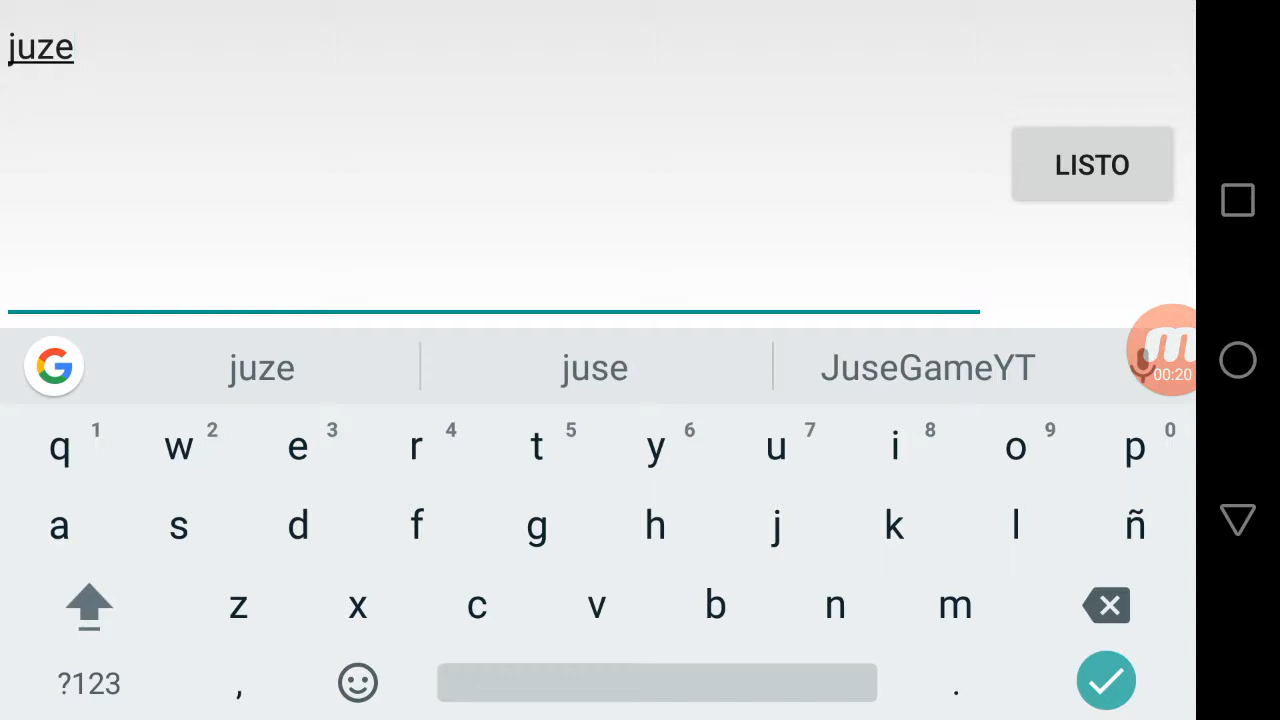 juze
LISTO
juze juse JuseGameYT
00:20
q 1 w 2 e 3 r 4 t 5 y 6 u 7 i 8 o 9 p 0
a s d f g h j k l ñ
z x c v b n m
?123 , .